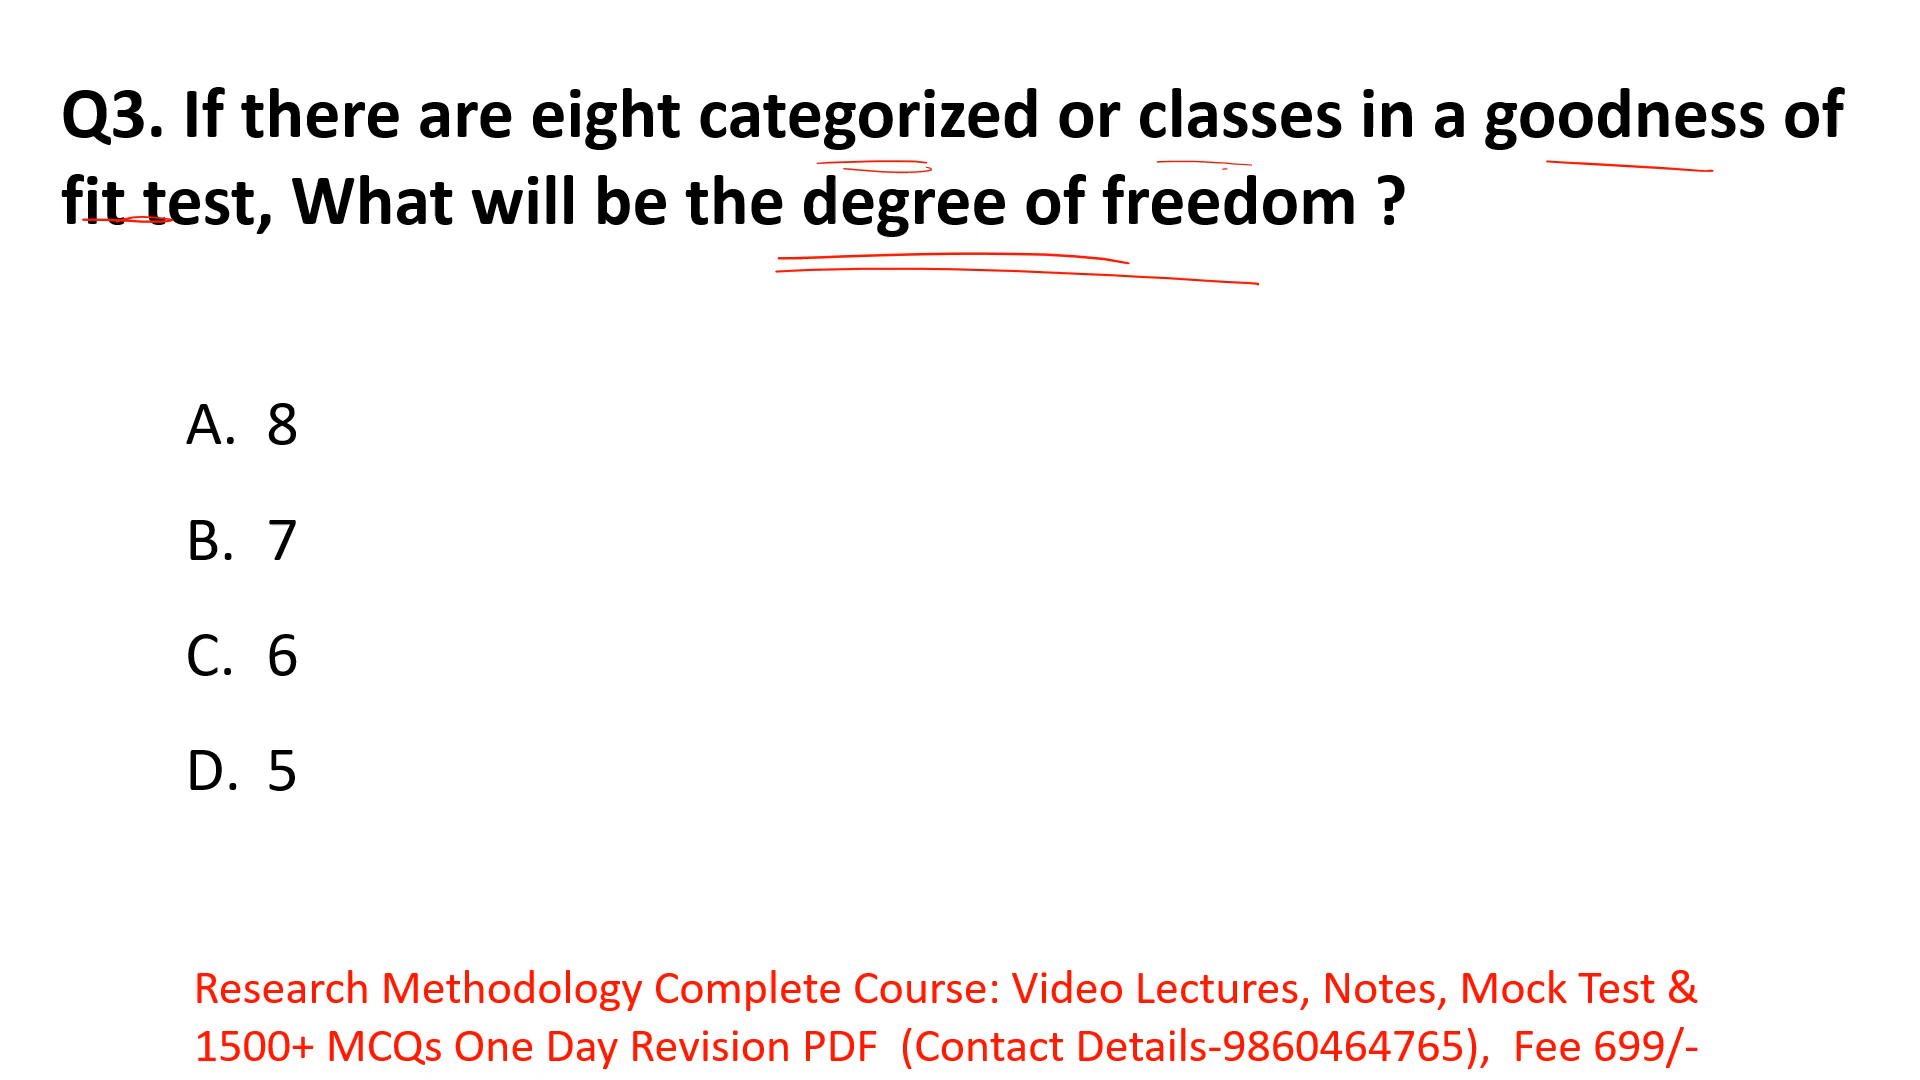 Q3. If there are eight categorized or classes in a goodness of
fit test, What will be the degree of freedom ?
A. 8
B. 7
C. 6
D. 5
Research Methodology Complete Course: Video Lectures, Notes, Mock Test &
1500+ MCQs One Day Revision PDF (Contact Details-9860464765), Fee 699/-